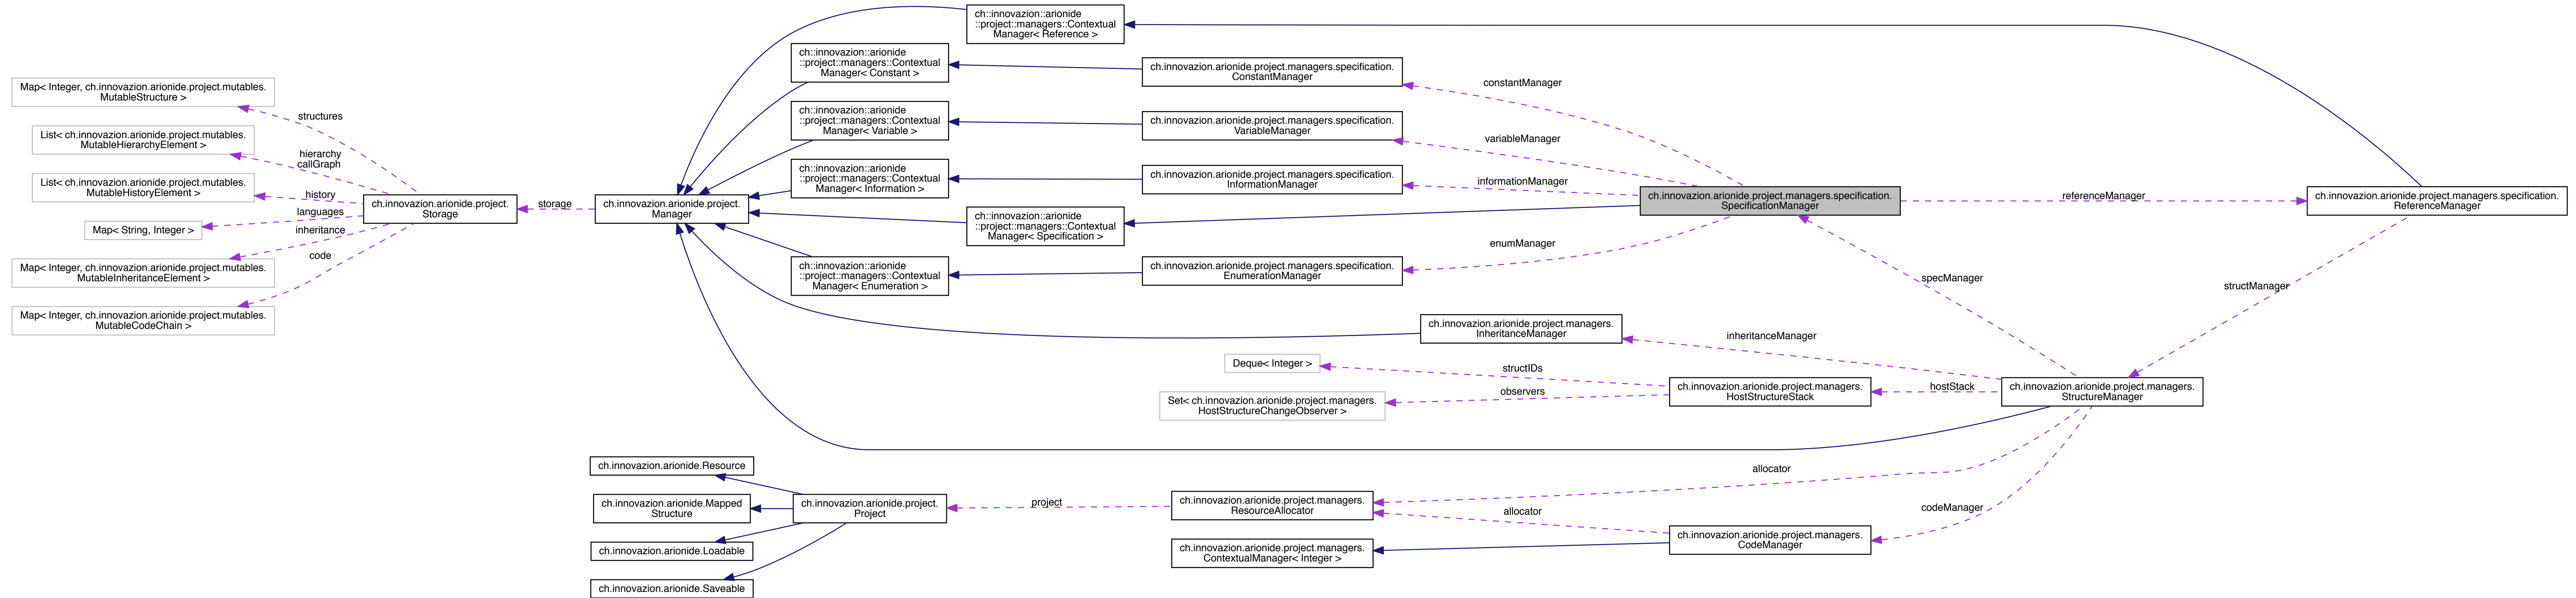 ch::innovazion::arionide
::project::managers::Contextual
Manager< Reference >
ch::innovazion::arionide
::project::managers::Contextual
Manager< Constant >
ch.innovazion.arionide.project.managers.specification.
ConstantManager
constantManager
Map< Integer, ch.innovazion.arionide.project.mutables.
MutableStructure >
structures
ch::innovazion::arionide
::project::managers::Contextual
Manager< Variable >
ch.innovazion.arionide.project.managers.specification.
VariableManager
variableManager
List< ch.innovazion.arionide.project.mutables.
MutableHierarchyElement >
hierarchy
callGraph
ch::innovazion::arionide
::project::managers::Contextual
Manager< Information >
ch.innovazion.arionide.project.managers.specification.
InformationManager
informationManager
List< ch.innovazion.arionide.project.mutables.
MutableHistoryElement >
history
ch.innovazion.arionide.project.
Storage
storage
ch.innovazion.arionide.project.
Manager
ch.innovazion.arionide.project.managers.specification.
SpecificationManager
referenceManager
ch.innovazion.arionide.project.managers.specification.
ReferenceManager
languages
Map< String, Integer >
inheritance
ch::innovazion::arionide
::project::managers::Contextual
Manager< Specification >
enumManager
code
Map< Integer, ch.innovazion.arionide.project.mutables.
MutableInheritanceElement >
ch::innovazion::arionide
::project::managers::Contextual
Manager< Enumeration >
ch.innovazion.arionide.project.managers.specification.
EnumerationManager
specManager
structManager
Map< Integer, ch.innovazion.arionide.project.mutables.
MutableCodeChain >
ch.innovazion.arionide.project.managers.
InheritanceManager
inheritanceManager
Deque< Integer >
structIDs
ch.innovazion.arionide.project.managers.
HostStructureStack
hostStack
ch.innovazion.arionide.project.managers.
StructureManager
Set< ch.innovazion.arionide.project.managers.
HostStructureChangeObserver >
observers
ch.innovazion.arionide.Resource
allocator
ch.innovazion.arionide.Mapped
Structure
ch.innovazion.arionide.project.
Project
project
ch.innovazion.arionide.project.managers.
ResourceAllocator
allocator
codeManager
ch.innovazion.arionide.project.managers.
CodeManager
ch.innovazion.arionide.Loadable
ch.innovazion.arionide.project.managers.
ContextualManager< Integer >
ch.innovazion.arionide.Saveable